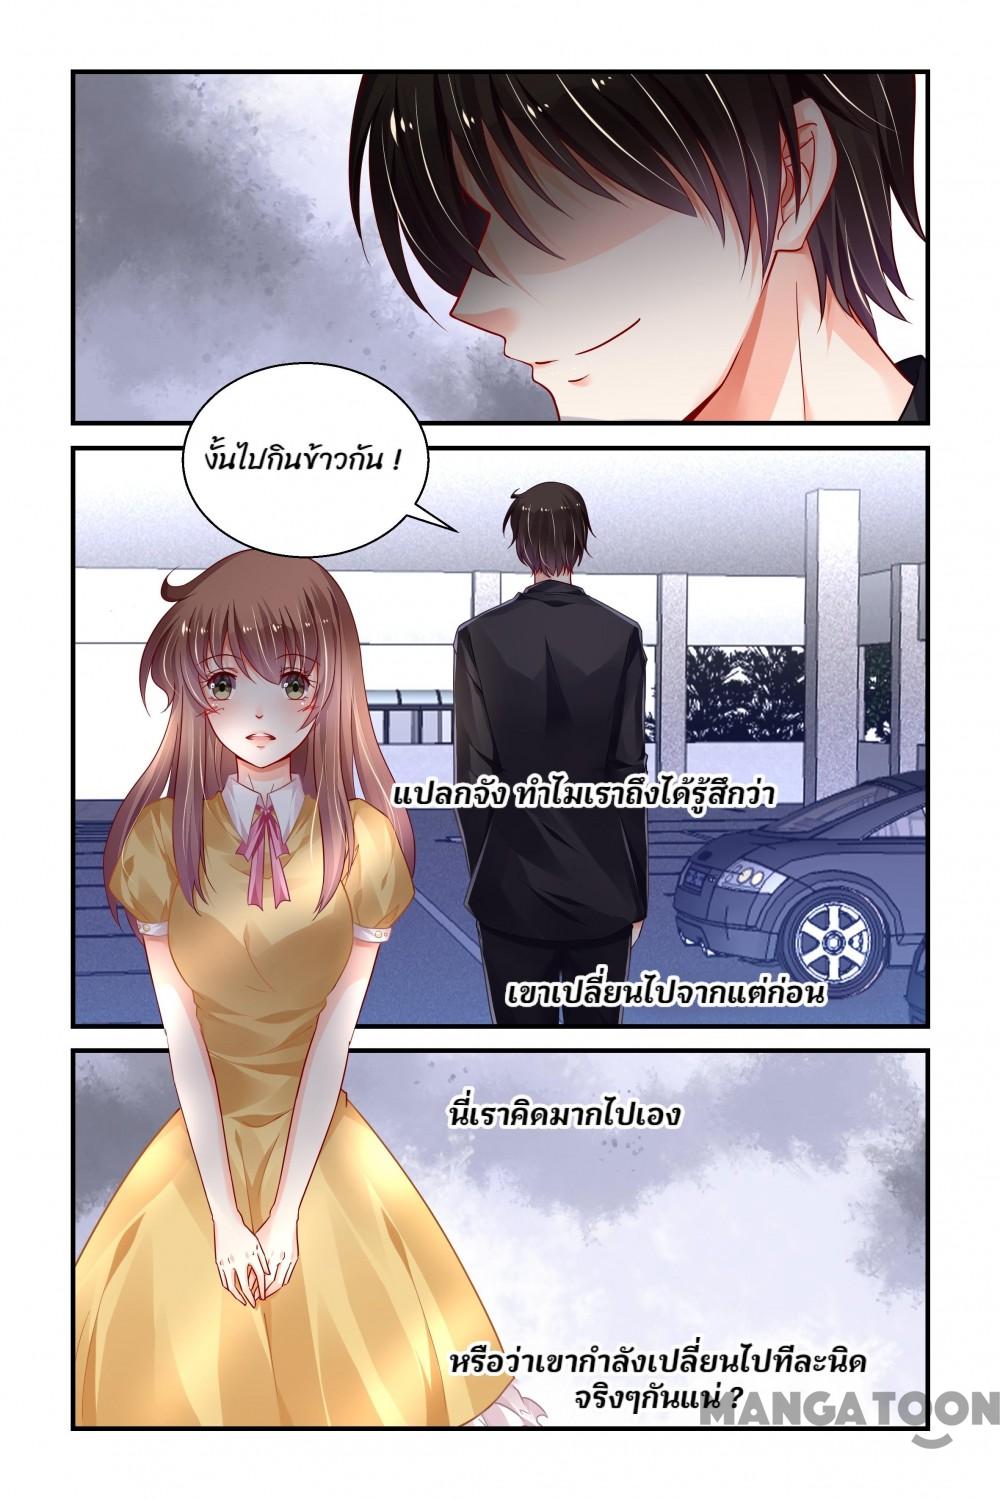 งั้นไปกินข้าวกัน !
แปลกจัง ทำไมเราถึงได้รู้สึกว่า
เขาเปลี่ยนไปจากแต่ก่อน
นี่เราคิดมากไปเอง
หรือว่าเขากำลังเปลี่ยนไปทีละนิด
จริงๆกันแน่ ?
MANGATOON